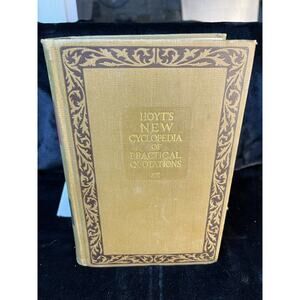 HOYT'S
NEW
CYCLOPEDIA
OF
PRACTICAL
QUOTATIONS